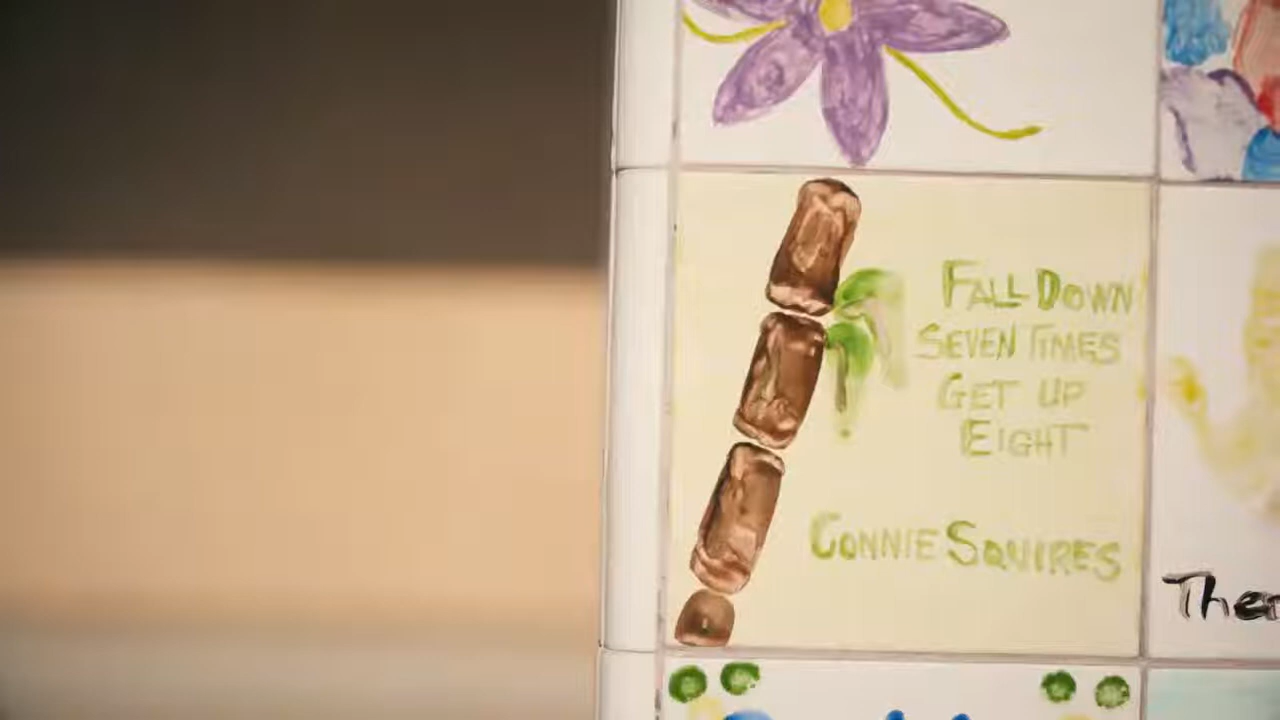 FALL DOWN
SEVEN TIMES
GET UP
EIGHT
CONNIE SQUIRES